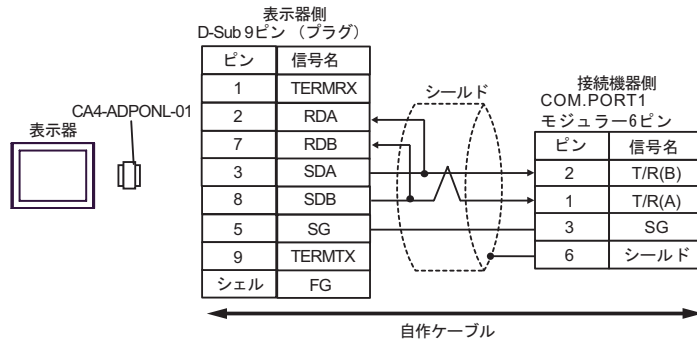 表示器側
D-Sub 9ピン （プラグ）
ピン 信号名
1 TERMRX
2 RDA
7 RDB
3 SDA
8 SDB
5 SG
9 TERMTX
シェル FG
CA4-ADPONL-01
表示器
シールド
接続機器側
COM.PORT1
モジュラー6ピン
ピン 信号名
2 T/R(B)
1 T/R(A)
3 SG
6 シールド
自作ケーブル